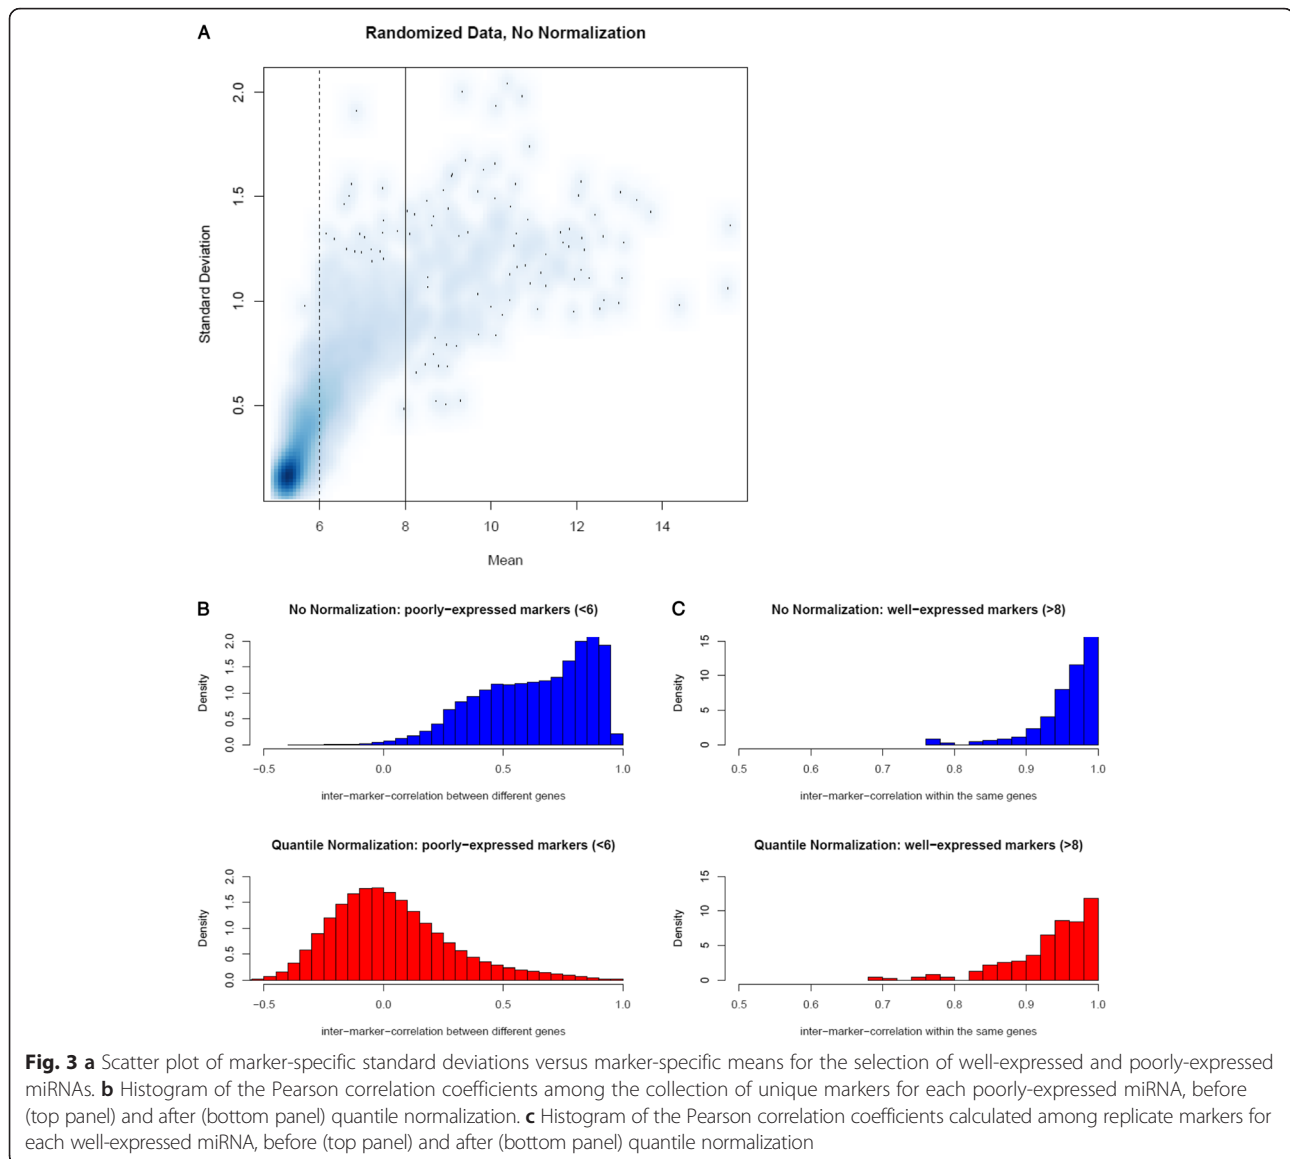 A
Randomized Data, No Normalization
2.0
1.5
1.0
0.5
Standard Deviation
6 8 10 12 14
Mean
B
No Normalization: poorly−expressed markers (<6)
2.0
1.5
1.0
0.5
0.0
Density
−0.5 0.0 0.5 1.0
inter−marker−correlation between different genes
C
No Normalization: well−expressed markers (>8)
15
10
5
0
Density
0.5 0.6 0.7 0.8 0.9 1.0
inter−marker−correlation within the same genes
Quantile Normalization: poorly−expressed markers (<6)
2.0
1.5
1.0
0.5
0.0
Density
−0.5 0.0 0.5 1.0
inter−marker−correlation between different genes
Quantile Normalization: well−expressed markers (>8)
15
10
5
0
Density
0.5 0.6 0.7 0.8 0.9 1.0
inter−marker−correlation within the same genes
Fig. 3 a Scatter plot of marker-specific standard deviations versus marker-specific means for the selection of well-expressed and poorly-expressed
miRNAs. b Histogram of the Pearson correlation coefficients among the collection of unique markers for each poorly-expressed miRNA, before
(top panel) and after (bottom panel) quantile normalization. c Histogram of the Pearson correlation coefficients calculated among replicate markers for
each well-expressed miRNA, before (top panel) and after (bottom panel) quantile normalization